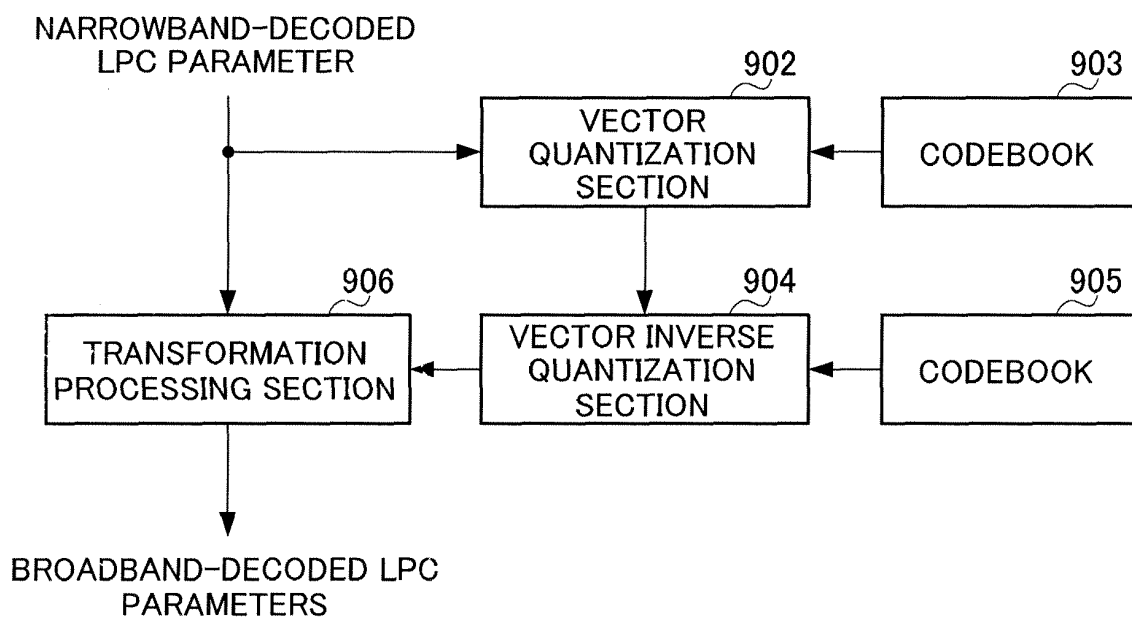 NARROWBAND-DECODED
LPC PARAMETER
902
903
VECTOR
QUANTIZATION
SECTION
CODEBOOK
906
904
905
TRANSFORMATION
PROCESSING SECTION
VECTOR INVERSE
QUANTIZATION
SECTION
CODEBOOK
BROADBAND-DECODED LPC
PARAMETERS